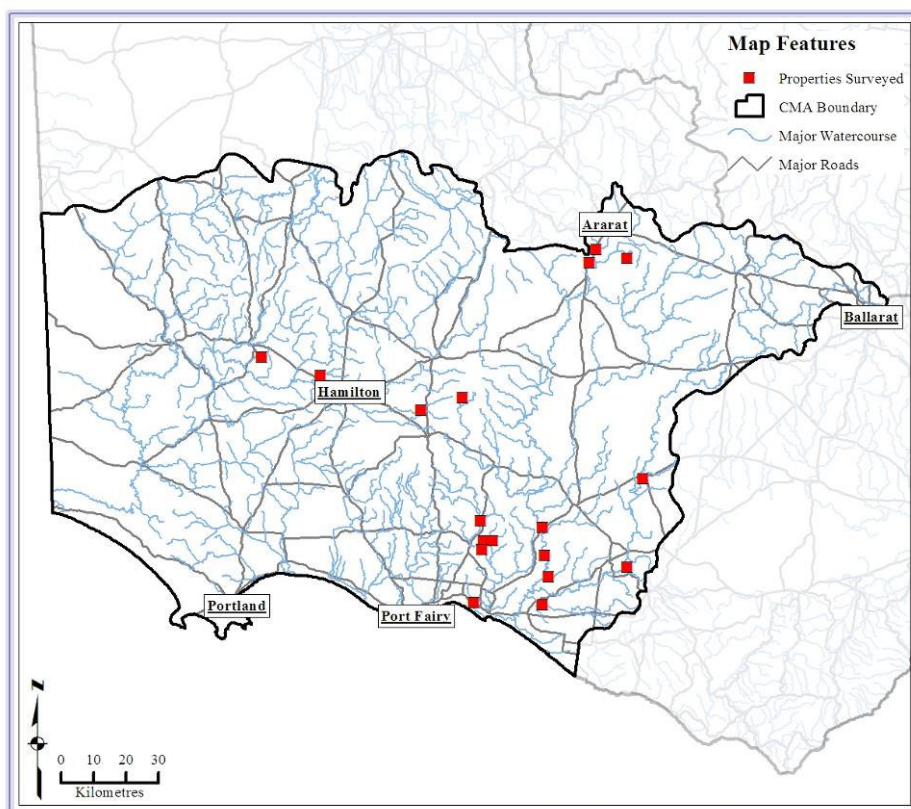 Map Features
Properties Surveyed
CMA Boundary
Major Watercourse
Major Roads
Ararat
Ballarat
Hamilton
Portland
Port Fairy
N
0 10 20 30
Kilometres